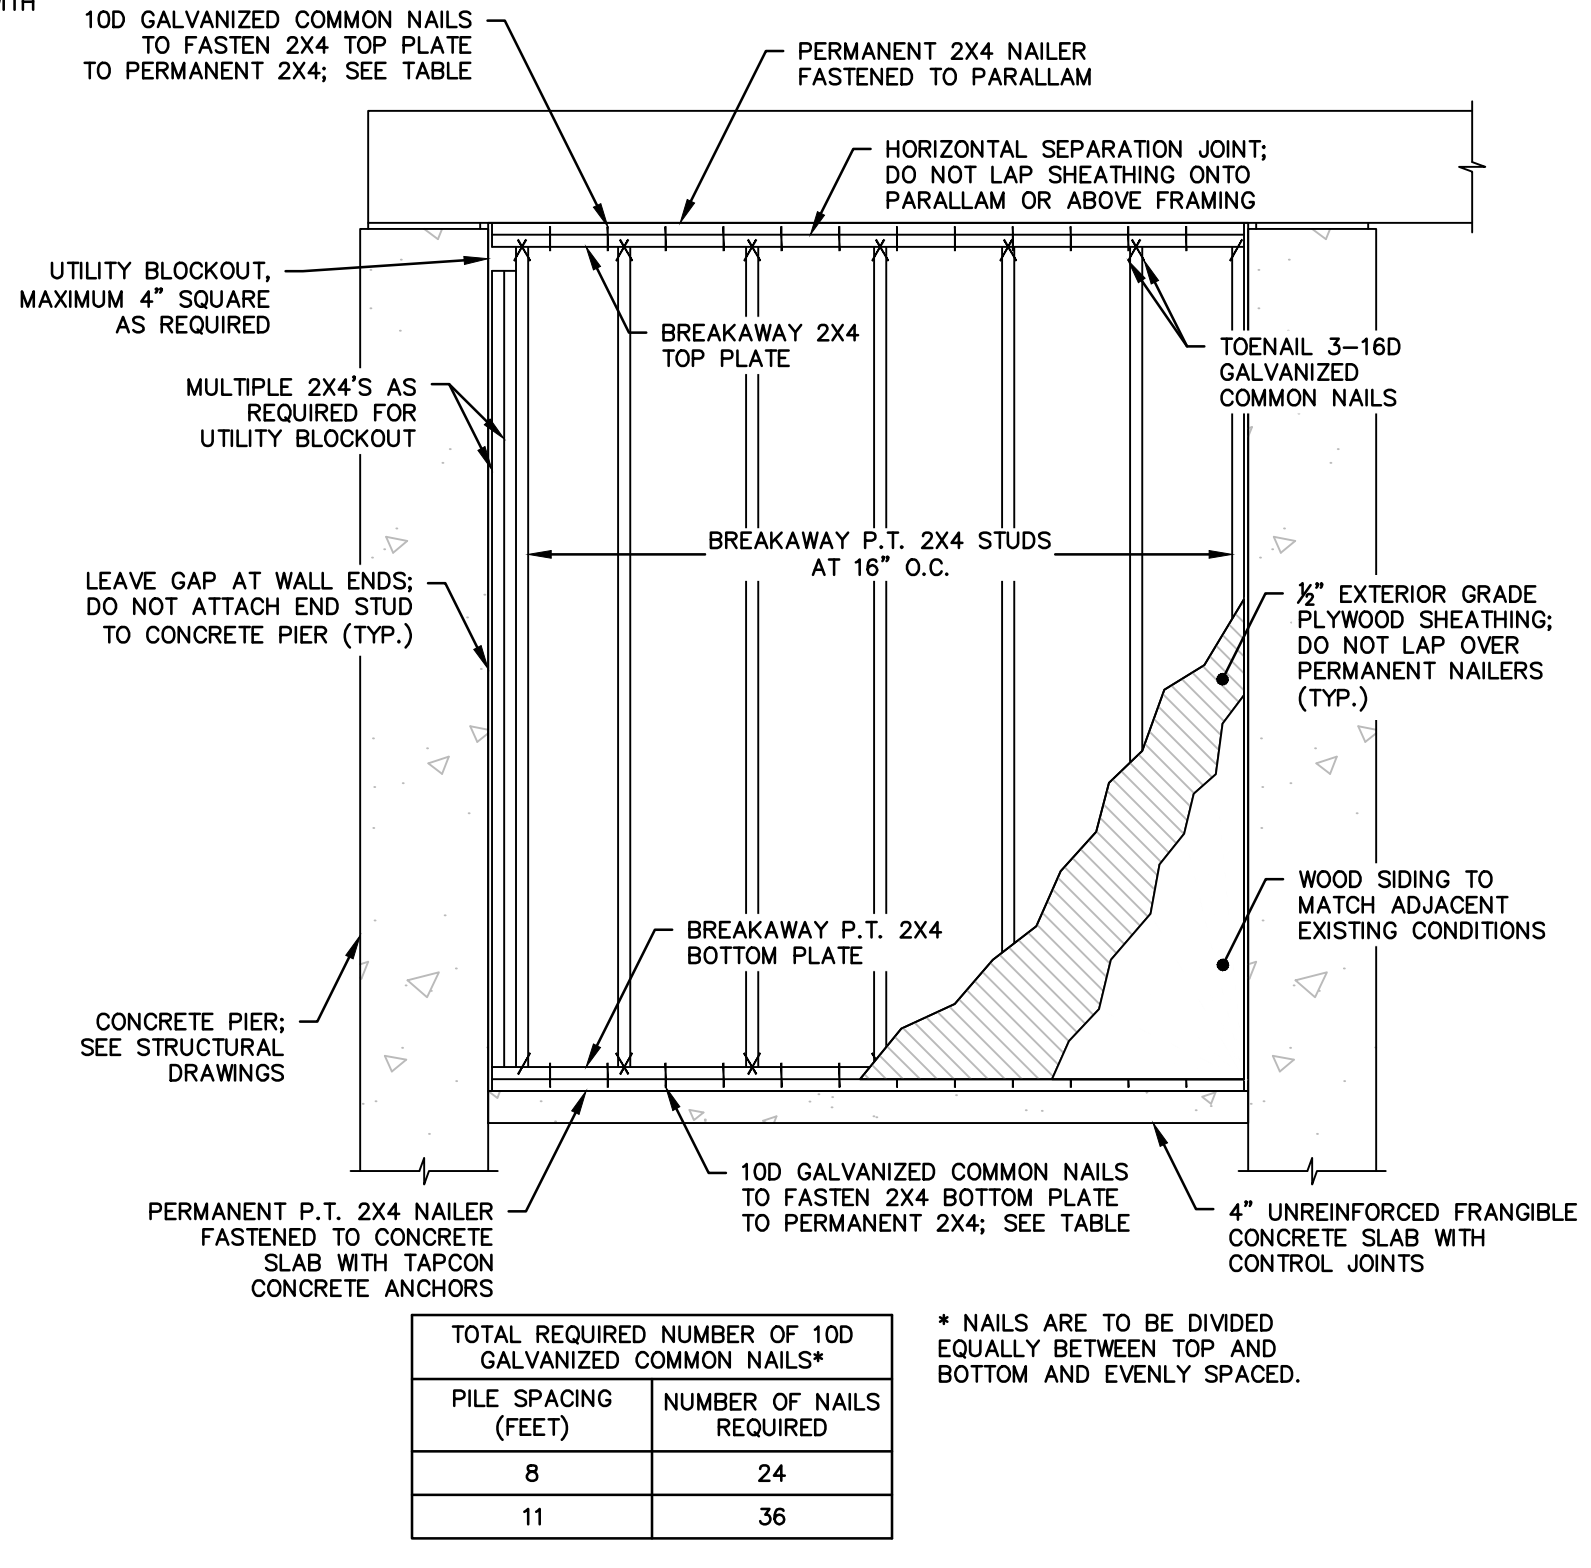 10D GALVANIZED COMMON NAILS
TO FASTEN 2X4 TOP PLATE
TO PERMANENT 2X4; SEE TABLE
PERMANENT 2X4 NAILER
FASTENED TO PARALLAM
HORIZONTAL SEPARATION JOINT;
DO NOT LAP SHEATHING ONTO
PARALLAM OR ABOVE FRAMING
UTILITY BLOCKOUT,
MAXIMUM 4" SQUARE
AS REQUIRED
BREAKAWAY 2X4
TOP PLATE
TOENAIL 3-16D
GALVANIZED
COMMON NAILS
MULTIPLE 2X4'S AS
REQUIRED FOR
UTILITY BLOCKOUT
BREAKAWAY P.T. 2X4 STUDS
AT 16" O.C.
LEAVE GAP AT WALL ENDS;
DO NOT ATTACH END STUD
TO CONCRETE PIER (TYP.)
½" EXTERIOR GRADE
PLYWOOD SHEATHING;
DO NOT LAP OVER
PERMANENT NAILERS
(TYP.)
WOOD SIDING TO
MATCH ADJACENT
EXISTING CONDITIONS
BREAKAWAY P.T. 2X4
BOTTOM PLATE
CONCRETE PIER;
SEE STRUCTURAL
DRAWINGS
10D GALVANIZED COMMON NAILS
TO FASTEN 2X4 BOTTOM PLATE
TO PERMANENT 2X4; SEE TABLE
PERMANENT P.T. 2X4 NAILER
FASTENED TO CONCRETE
SLAB WITH TAPCON
CONCRETE ANCHORS
4" UNREINFORCED FRANGIBLE
CONCRETE SLAB WITH
CONTROL JOINTS
TOTAL REQUIRED NUMBER OF 10D
GALVANIZED COMMON NAILS*
PILE SPACING
(FEET)
NUMBER OF NAILS
REQUIRED
8 24
11 36
* NAILS ARE TO BE DIVIDED
EQUALLY BETWEEN TOP AND
BOTTOM AND EVENLY SPACED.